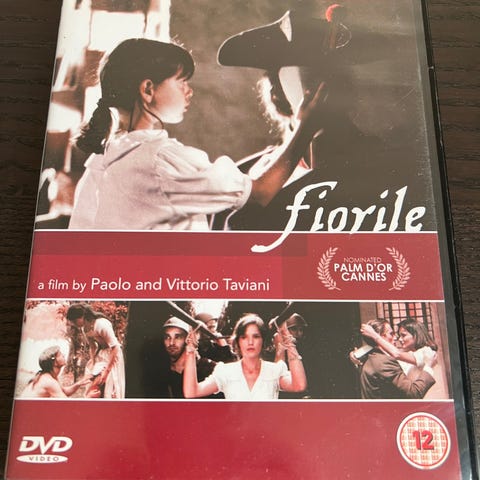 fiorile
NOMINATED
PALM D'OR
CANNES
a film by Paolo and Vittorio Taviani
DVD
VIDEO
12